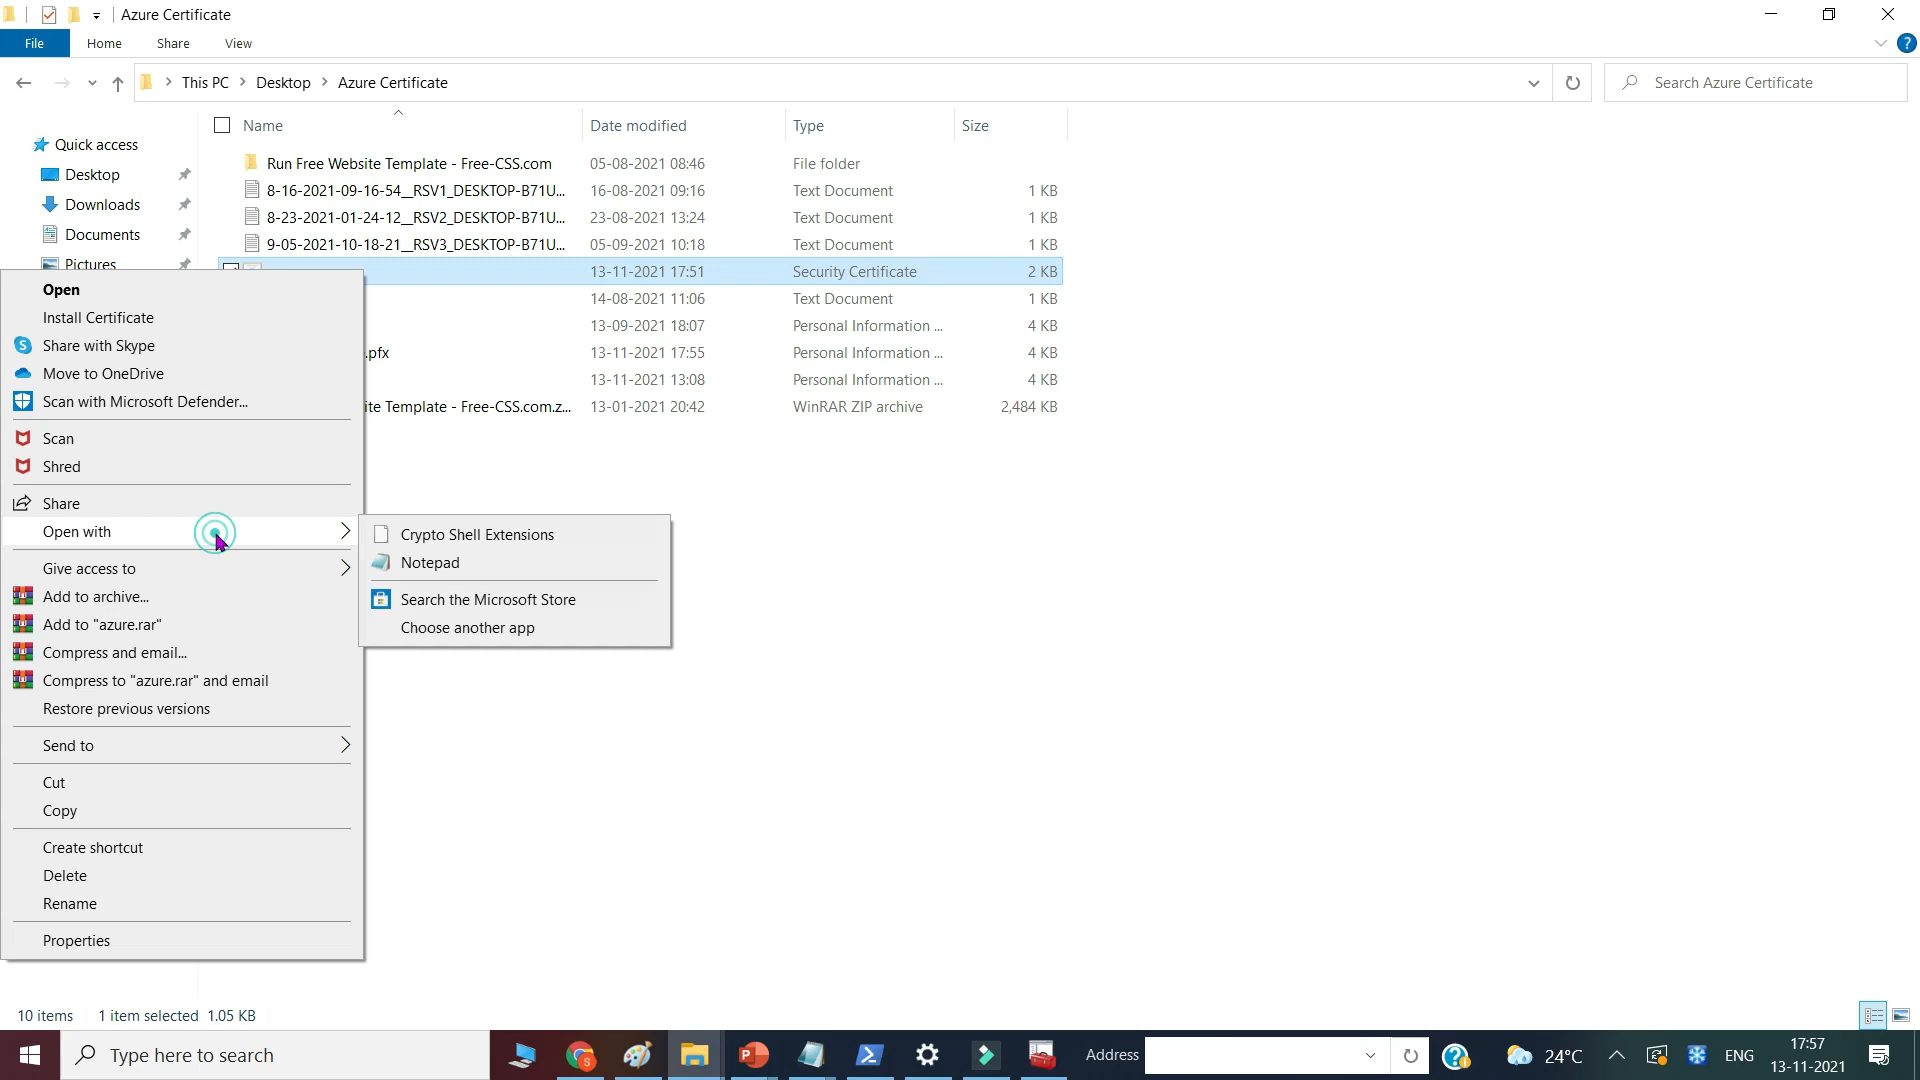 Azure Certificate
File Home Share View
This PC Desktop Azure Certificate
Search Azure Certificate
Name Date modified Type Size
Quick access
Desktop
Downloads
Documents
Pictures
Run Free Website Template - Free-CSS.com 05-08-2021 08:46 File folder
8-16-2021-09-16-54__RSV1_DESKTOP-B71U... 16-08-2021 09:16 Text Document 1 KB
8-23-2021-01-24-12__RSV2_DESKTOP-B71U... 23-08-2021 13:24 Text Document 1 KB
9-05-2021-10-18-21__RSV3_DESKTOP-B71U... 05-09-2021 10:18 Text Document 1 KB
13-11-2021 17:51 Security Certificate 2 KB
14-08-2021 11:06 Text Document 1 KB
13-09-2021 18:07 Personal Information ... 4 KB
.pfx 13-11-2021 17:55 Personal Information ... 4 KB
13-11-2021 13:08 Personal Information ... 4 KB
ite Template - Free-CSS.com.z... 13-01-2021 20:42 WinRAR ZIP archive 2,484 KB
Open
Install Certificate
Share with Skype
Move to OneDrive
Scan with Microsoft Defender...
Scan
Shred
Share
Open with
Give access to
Add to archive...
Add to "azure.rar"
Compress and email...
Compress to "azure.rar" and email
Restore previous versions
Send to
Cut
Copy
Create shortcut
Delete
Rename
Properties
Crypto Shell Extensions
Notepad
Search the Microsoft Store
Choose another app
10 items 1 item selected 1.05 KB
Type here to search
Address
24°C
ENG
17:57
13-11-2021